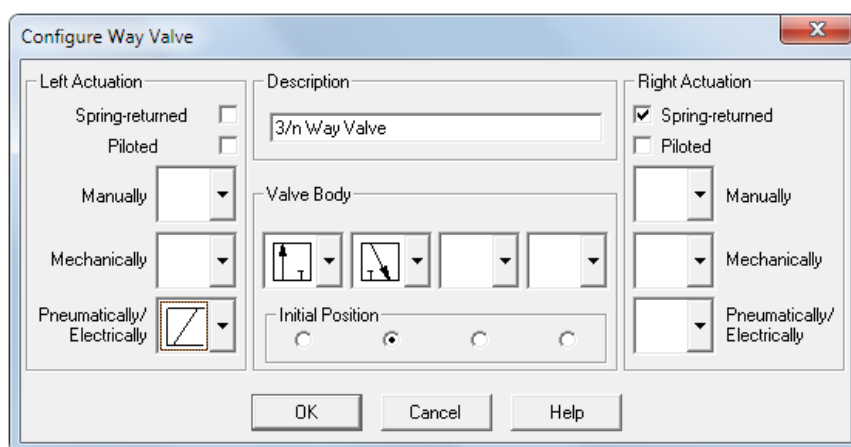 Configure Way Valve
Left Actuation
Spring-returned
Piloted
Manually
Mechanically
Pneumatically/
Electrically
Description
3/n Way Valve
Valve Body
Initial Position
Right Actuation
Spring-returned
Piloted
Manually
Mechanically
Pneumatically/
Electrically
OK
Cancel
Help